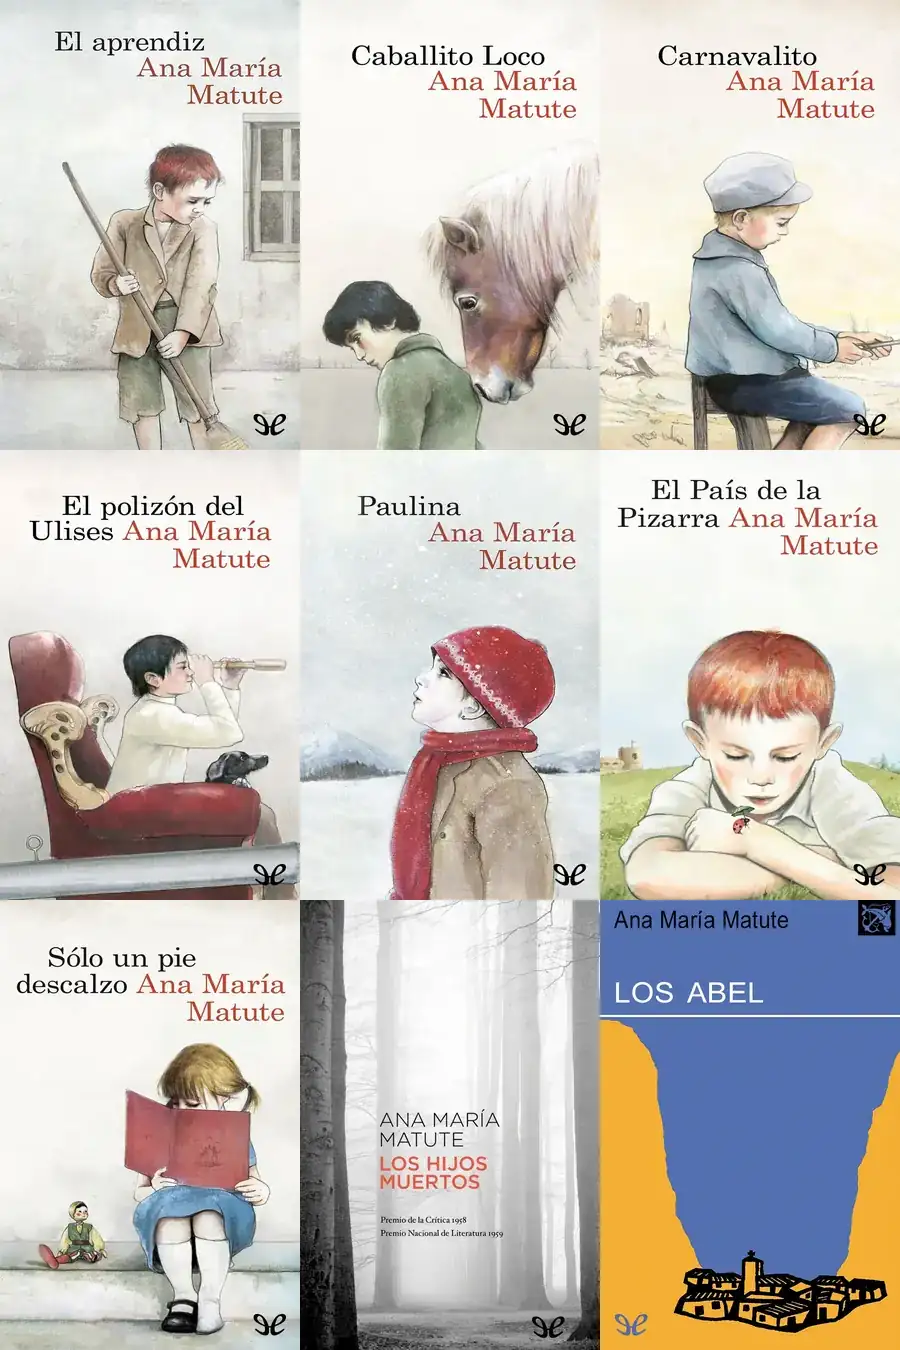 El aprendiz
Ana María
Matute
Caballito Loco
Ana María
Matute
Carnavalito
Ana María
Matute
El polizón del
Ulises Ana María
Matute
Paulina
Ana María
Matute
El País de la
Pizarra Ana María
Matute
Sólo un pie
descalzo Ana María
Matute
ANA MARÍA
MATUTE
LOS HIJOS
MUERTOS
Premio de la Crítica 1958
Premio Nacional de Literatura 1959
Ana María Matute
LOS ABEL